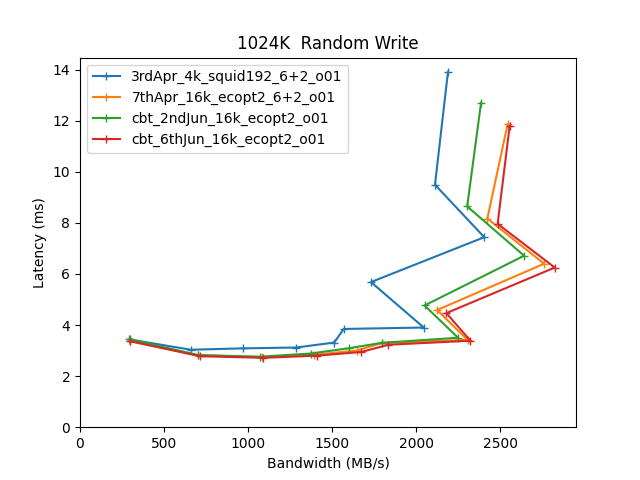 1024K  Random Write
3rdApr_4k_squid192_6+2_o01
7thApr_16k_ecopt2_6+2_o01
cbt_2ndJun_16k_ecopt2_o01
cbt_6thJun_16k_ecopt2_o01
Latency (ms)
14
12
10
8
6
4
2
0
0 500 1000 1500 2000 2500
Bandwidth (MB/s)